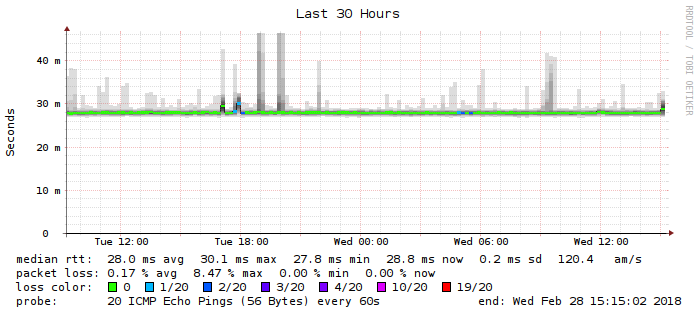 Last 30 Hours
RRDTOOL / TOBI OETIKER
Seconds
40 m
30 m
20 m
10 m
0
Tue 12:00 Tue 18:00 Wed 00:00 Wed 06:00 Wed 12:00
median rtt: 28.0 ms avg 30.1 ms max 27.8 ms min 28.8 ms now 0.2 ms sd 120.4 am/s
packet loss: 0.17 % avg 8.47 % max 0.00 % min 0.00 % now
loss color: 0 1/20 2/20 3/20 4/20 10/20 19/20
probe: 20 ICMP Echo Pings (56 Bytes) every 60s end: Wed Feb 28 15:15:02 2018